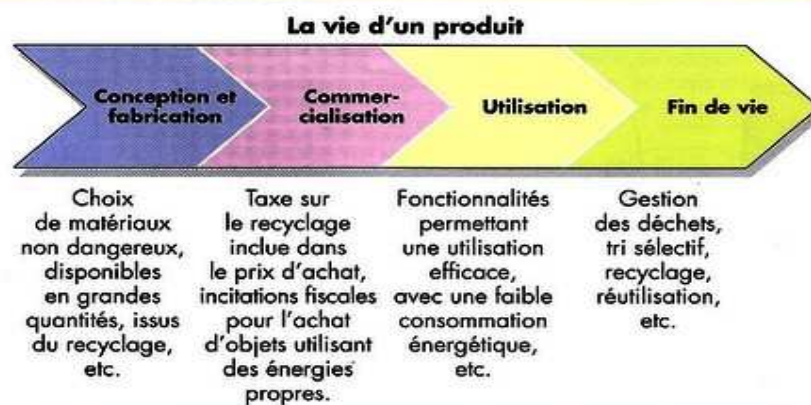 La vie d'un produit
Conception et
fabrication
Commer-
cialisation
Utilisation
Fin de vie
Choix
de matériaux
non dangereux,
disponibles
en grandes
quantités, issus
du recyclage,
etc.
Taxe sur
le recyclage
inclue dans
le prix d'achat,
incitations fiscales
pour l'achat
d'objets utilisant
des énergies
propres.
Fonctionnalités
permettant
une utilisation
efficace,
avec une faible
consommation
énergétique,
etc.
Gestion
des déchets,
tri sélectif,
recyclage,
réutilisation,
etc.